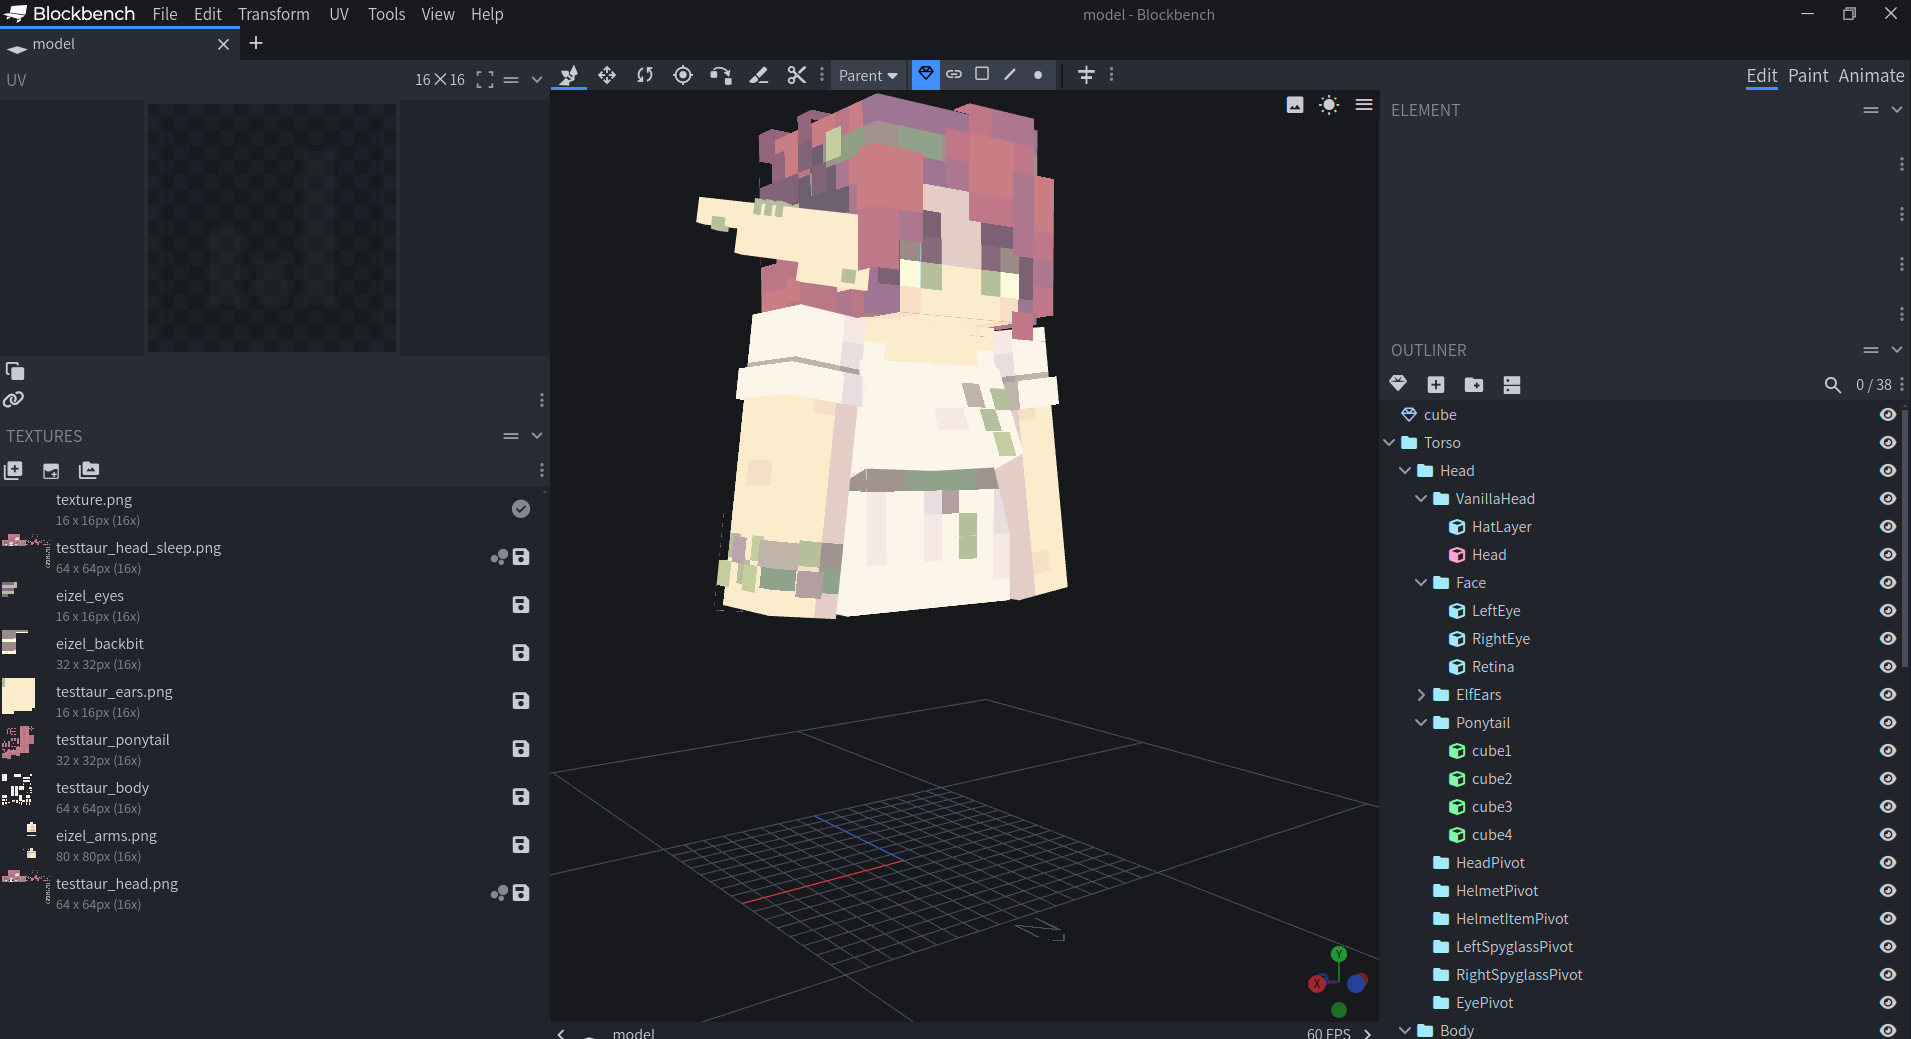 Blockbench File Edit Transform UV Tools View Help
model - Blockbench
model
UV
16×16
Parent
Edit Paint Animate
ELEMENT
OUTLINER
0 / 38
TEXTURES
texture.png
16 x 16px (16x)
testtaur_head_sleep.png
64 x 64px (16x)
eizel_eyes
16 x 16px (16x)
eizel_backbit
32 x 32px (16x)
testtaur_ears.png
16 x 16px (16x)
testtaur_ponytail
32 x 32px (16x)
testtaur_body
64 x 64px (16x)
eizel_arms.png
80 x 80px (16x)
testtaur_head.png
64 x 64px (16x)
cube
Torso
Head
VanillaHead
HatLayer
Head
Face
LeftEye
RightEye
Retina
ElfEars
Ponytail
cube1
cube2
cube3
cube4
HeadPivot
HelmetPivot
HelmetItemPivot
LeftSpyglassPivot
RightSpyglassPivot
EyePivot
Body
Y
X
model
60 FPS